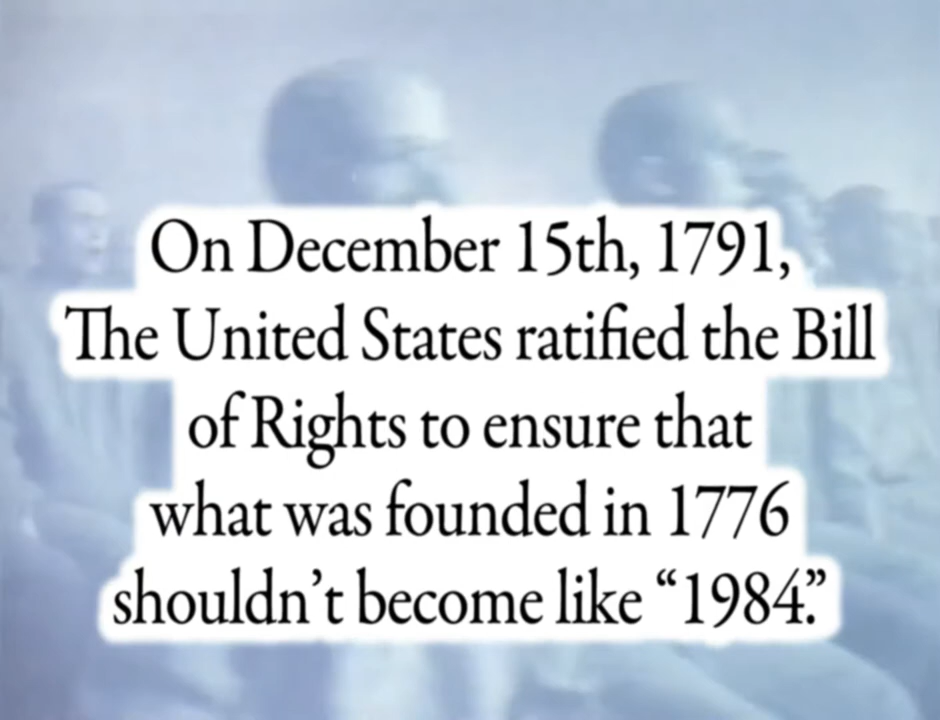 On December 15th, 1791,
The United States ratified the Bill
of Rights to ensure that
what was founded in 1776
shouldn’t become like “1984.”